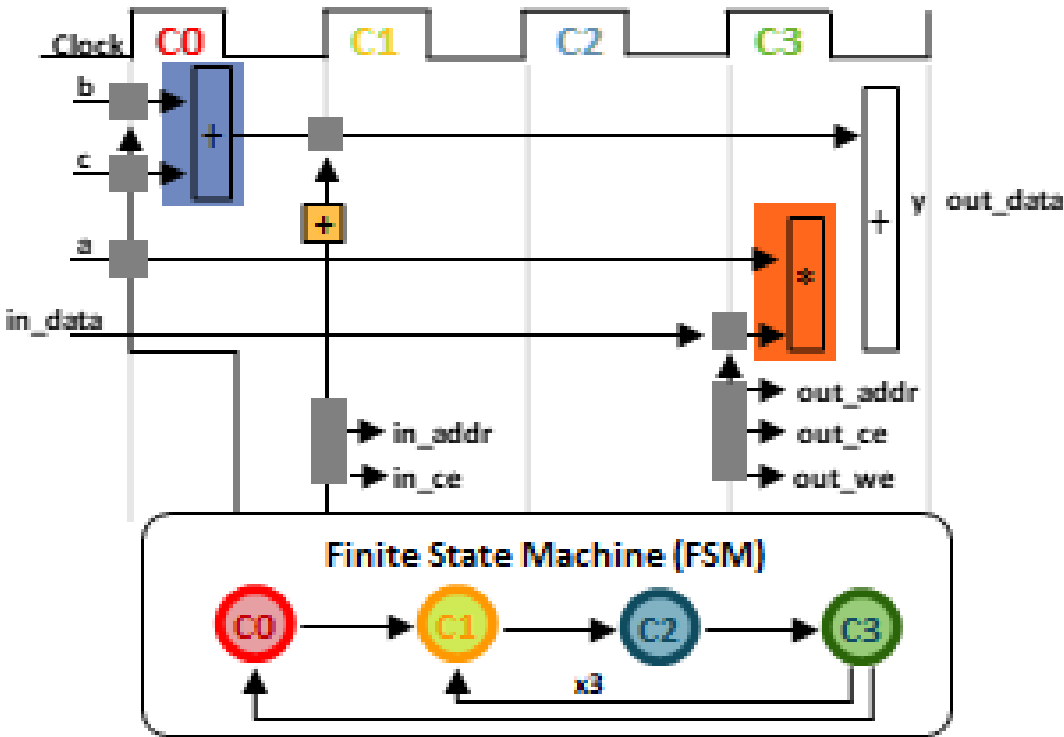 Clock C0 C1 C2 C3
b
+
c
+
y out_data
+
a
*
in_data
out_addr
in_addr out_ce
in_ce out_we
Finite State Machine (FSM)
C0 C1 C2 C3
x3